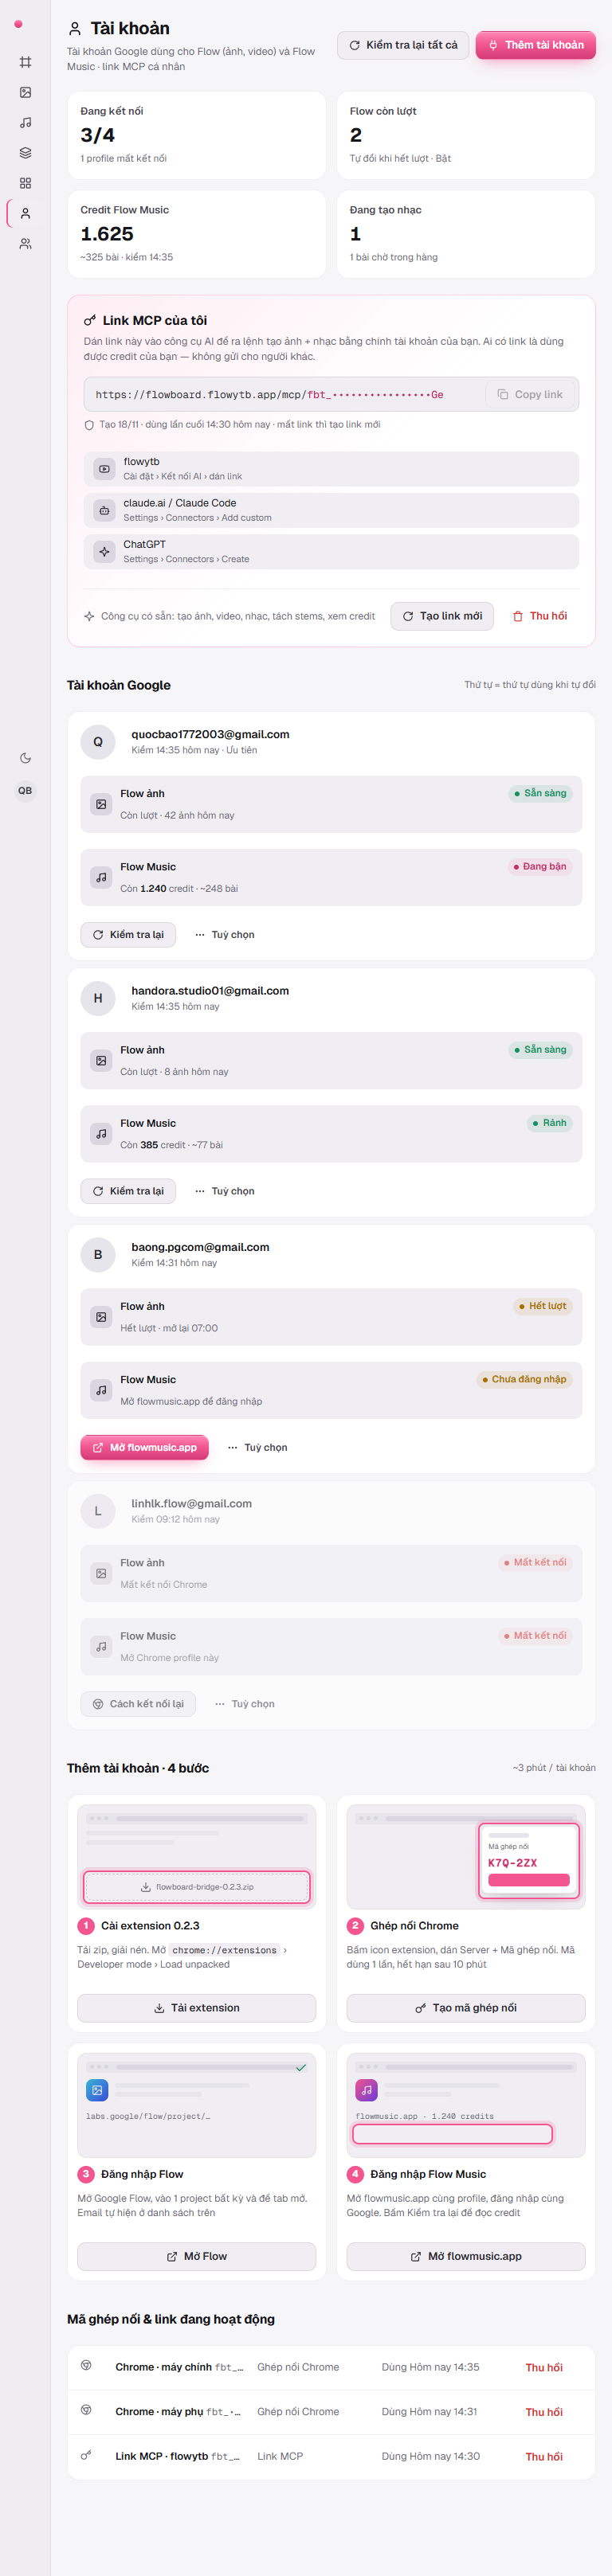 Tài khoản
Tài khoản Google dùng cho Flow (ảnh, video) và Flow
Music · link MCP cá nhân
Kiểm tra lại tất cả
Thêm tài khoản
Đang kết nối
3/4
1 profile mất kết nối
Flow còn lượt
2
Tự đổi khi hết lượt · Bật
Credit Flow Music
1.625
~325 bài · kiểm 14:35
Đang tạo nhạc
1
1 bài chờ trong hàng
Link MCP của tôi
Dán link này vào công cụ AI để ra lệnh tạo ảnh + nhạc bằng chính tài khoản của bạn. Ai có link là dùng
được credit của bạn — không gửi cho người khác.
https://flowboard.flowytb.app/mcp/fbt_••••••••••••••••Ge
Copy link
Tạo 18/11 · dùng lần cuối 14:30 hôm nay · mất link thì tạo link mới
flowytb
Cài đặt › Kết nối AI › dán link
claude.ai / Claude Code
Settings › Connectors › Add custom
ChatGPT
Settings › Connectors › Create
Công cụ có sẵn: tạo ảnh, video, nhạc, tách stems, xem credit
Tạo link mới
Thu hồi
Tài khoản Google
Thứ tự = thứ tự dùng khi tự đổi
Q
quocbao1772003@gmail.com
Kiểm 14:35 hôm nay · Ưu tiên
Flow ảnh
Sẵn sàng
Còn lượt · 42 ảnh hôm nay
Flow Music
Đang bận
Còn 1.240 credit · ~248 bài
Kiểm tra lại
Tuỳ chọn
H
handora.studio01@gmail.com
Kiểm 14:35 hôm nay
Flow ảnh
Sẵn sàng
Còn lượt · 8 ảnh hôm nay
Flow Music
Rảnh
Còn 385 credit · ~77 bài
Kiểm tra lại
Tuỳ chọn
QB
B
baong.pgcom@gmail.com
Kiểm 14:31 hôm nay
Flow ảnh
Hết lượt
Hết lượt · mở lại 07:00
Flow Music
Chưa đăng nhập
Mở flowmusic.app để đăng nhập
Mở flowmusic.app
Tuỳ chọn
L
linhlk.flow@gmail.com
Kiểm 09:12 hôm nay
Flow ảnh
Mất kết nối
Mất kết nối Chrome
Flow Music
Mất kết nối
Mở Chrome profile này
Cách kết nối lại
Tuỳ chọn
Thêm tài khoản · 4 bước
~3 phút / tài khoản
flowboard-bridge-0.2.3.zip
1 Cài extension 0.2.3
Tải zip, giải nén. Mở chrome://extensions ›
Developer mode › Load unpacked
Tải extension
Mã ghép nối
K7Q-2ZX
2 Ghép nối Chrome
Bấm icon extension, dán Server + Mã ghép nối. Mã
dùng 1 lần, hết hạn sau 10 phút
Tạo mã ghép nối
labs.google/flow/project/…
3 Đăng nhập Flow
Mở Google Flow, vào 1 project bất kỳ và để tab mở.
Email tự hiện ở danh sách trên
Mở Flow
flowmusic.app · 1.240 credits
4 Đăng nhập Flow Music
Mở flowmusic.app cùng profile, đăng nhập cùng
Google. Bấm Kiểm tra lại để đọc credit
Mở flowmusic.app
Mã ghép nối & link đang hoạt động
Chrome · máy chính fbt_… Ghép nối Chrome Dùng Hôm nay 14:35 Thu hồi
Chrome · máy phụ fbt_•… Ghép nối Chrome Dùng Hôm nay 14:31 Thu hồi
Link MCP · flowytb fbt_… Link MCP Dùng Hôm nay 14:30 Thu hồi